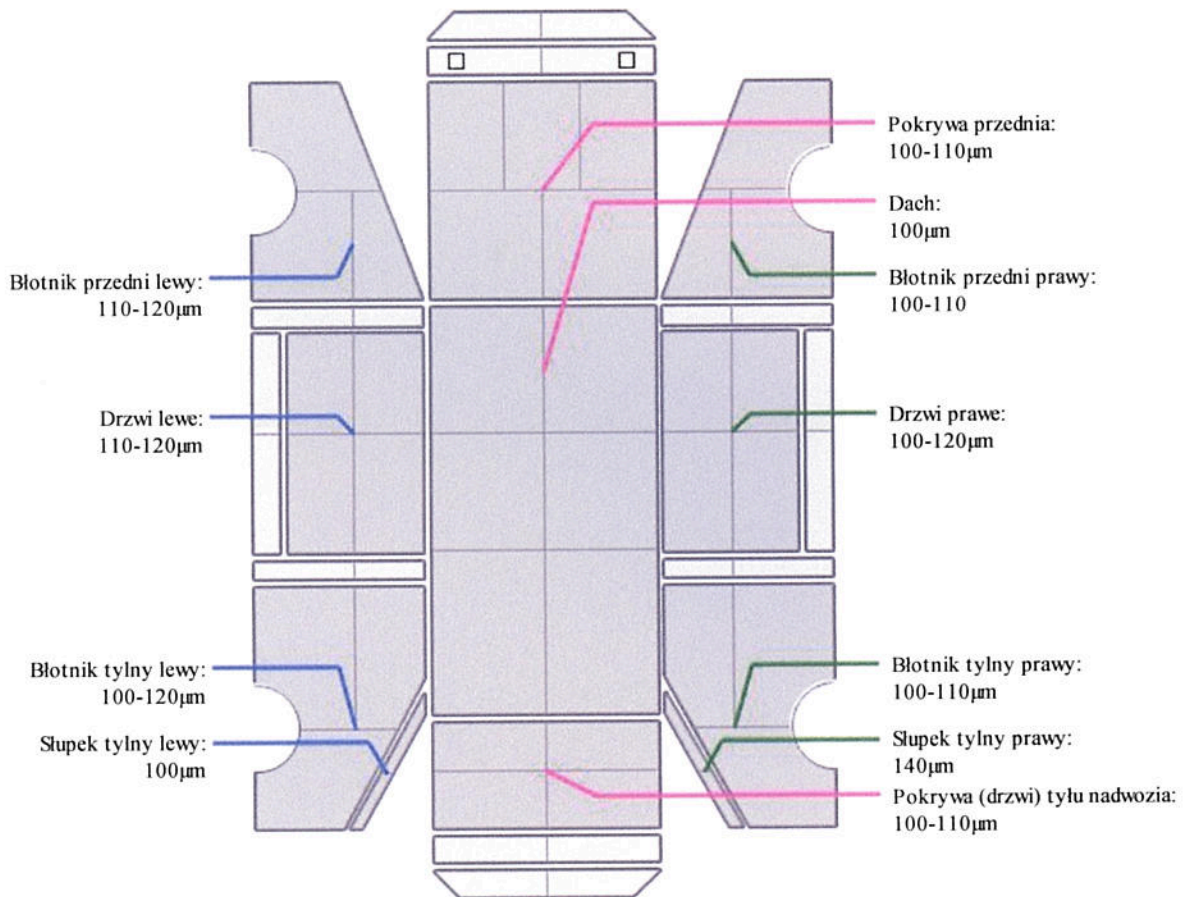 Pokrywa przednia:
100-110µm
Dach:
100µm
Błotnik przedni lewy:
110-120µm
Błotnik przedni prawy:
100-110
Drzwi lewe:
110-120µm
Drzwi prawe:
100-120µm
Błotnik tylny lewy:
100-120µm
Błotnik tylny prawy:
100-110µm
Słupek tylny lewy:
100µm
Słupek tylny prawy:
140µm
Pokrywa (drzwi) tyłu nadwozia:
100-110µm